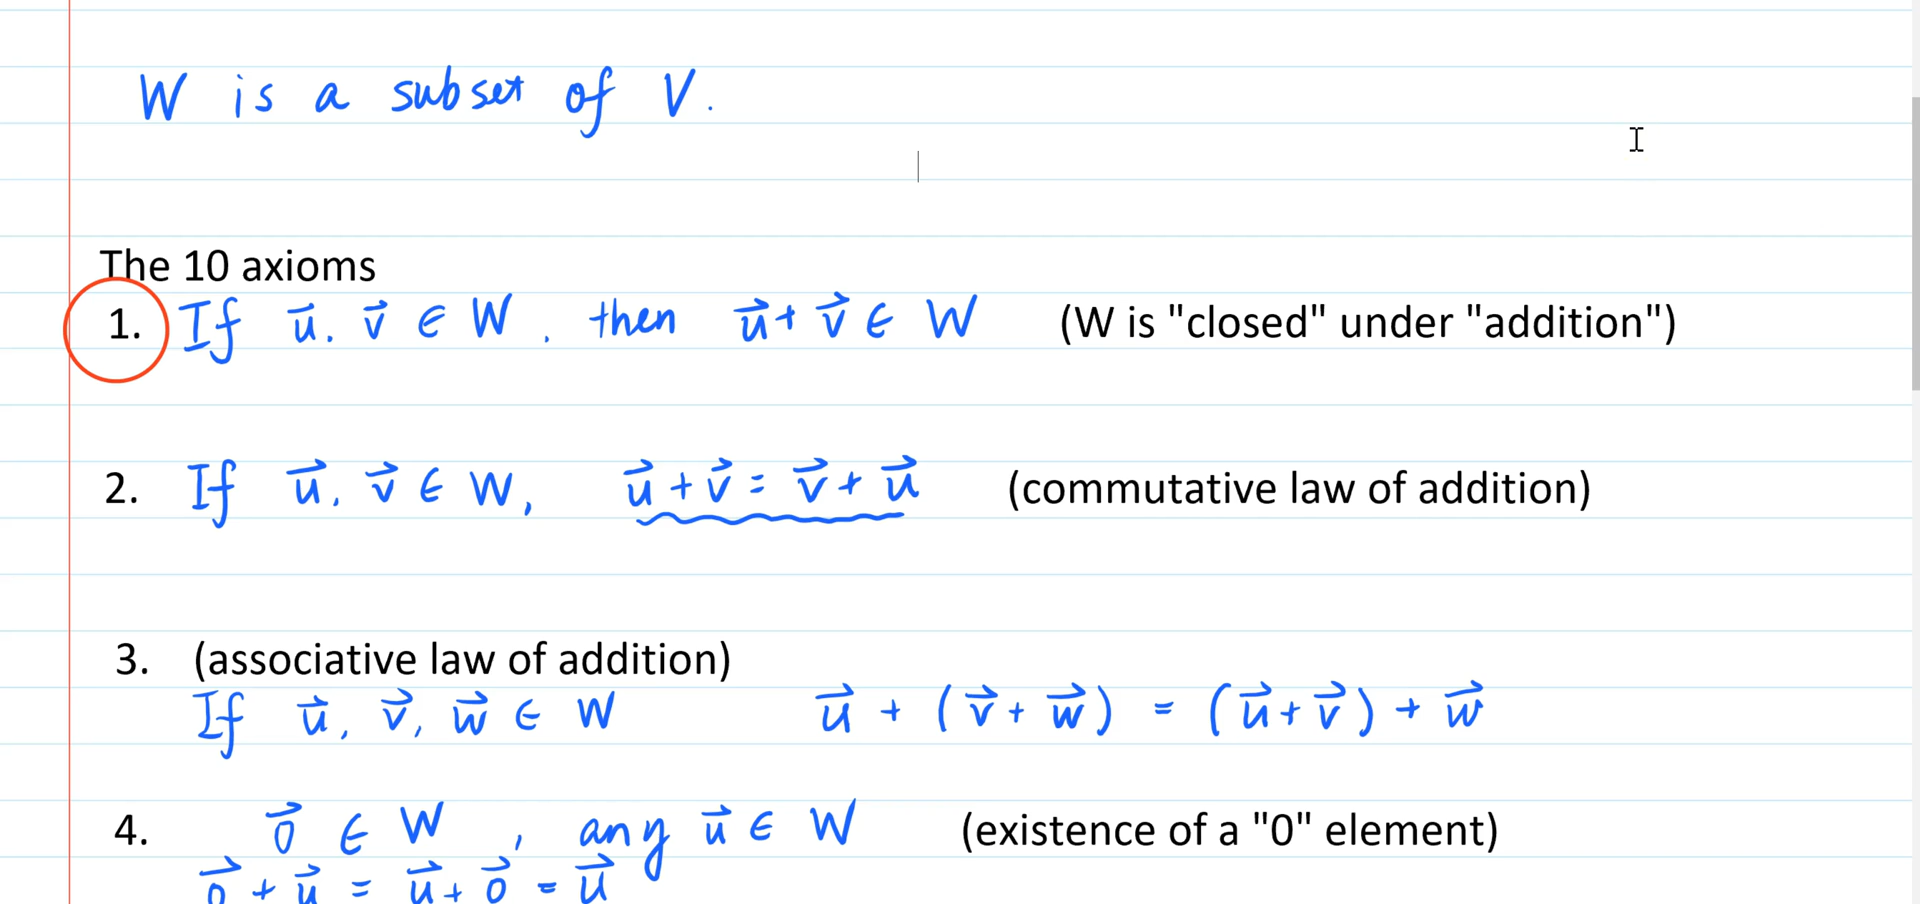 W is a subset of V.
The 10 axioms
1. If u⃗, v⃗ ∈ W, then u⃗ + v⃗ ∈ W (W is "closed" under "addition")
2. If u⃗, v⃗ ∈ W, u⃗ + v⃗ = v⃗ + u⃗ (commutative law of addition)
3. (associative law of addition)
If u⃗, v⃗, w⃗ ∈ W u⃗ + (v⃗ + w⃗) = (u⃗ + v⃗) + w⃗
4. 0⃗ ∈ W, any u⃗ ∈ W (existence of a "0" element)
0⃗ + u⃗ = u⃗ + 0⃗ = u⃗